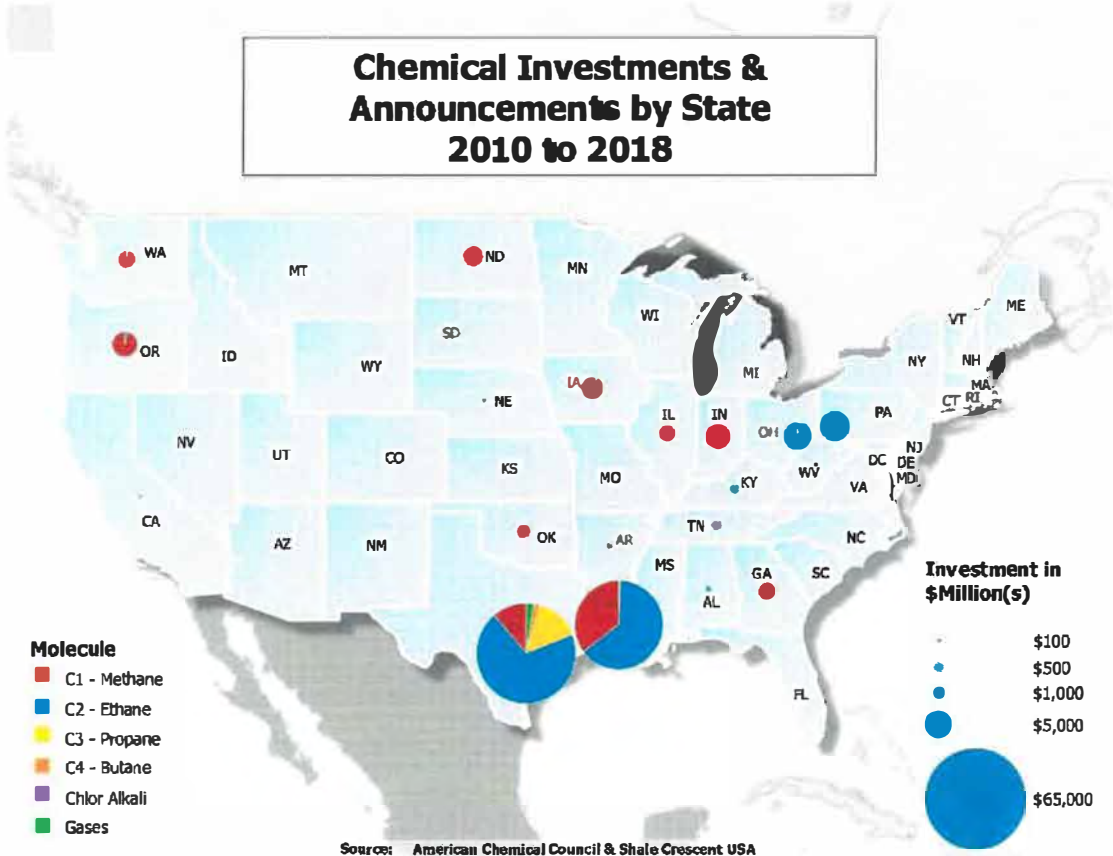 Chemical Investments &
Announcements by State
2010 to 2018
WA
MT
ND
MN
OR
ID
WY
SD
WI
MI
NY
VT
ME
NH
MA
CT RI
NE
IA
IL
IN
OH
PA
NJ
NV
UT
CO
KS
MO
KY
WV
DC
DE
MD
VA
CA
AZ
NM
OK
AR
TN
NC
MS
AL
GA
SC
FL
Molecule
C1 - Methane
C2 - Ethane
C3 - Propane
C4 - Butane
Chlor Alkali
Gases
Investment in
$Million(s)
$100
$500
$1,000
$5,000
$65,000
Source: American Chemical Council & Shale Crescent USA